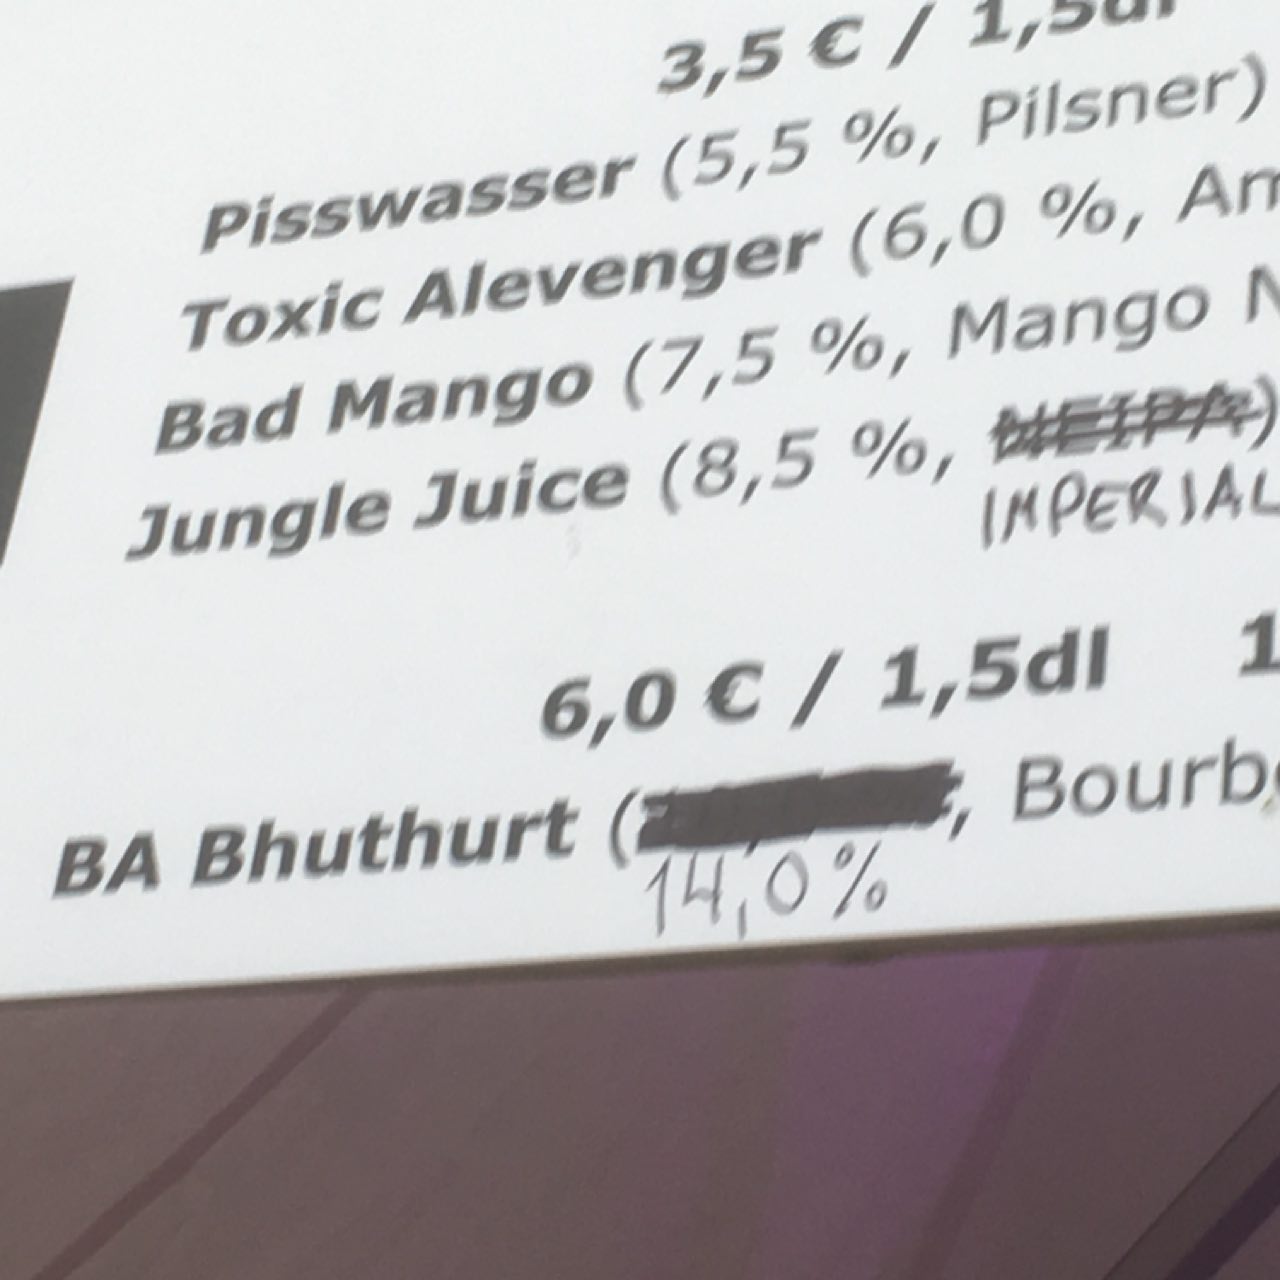 3,5 € / 1,5dl
Pisswasser (5,5 %, Pilsner)
Toxic Alevenger (6,0 %, Am
Bad Mango (7,5 %, Mango N
Jungle Juice (8,5 %, NEIPA)
IMPERIAL
6,0 € / 1,5dl 1
BA Bhuthurt ( , Bourb
14,0%